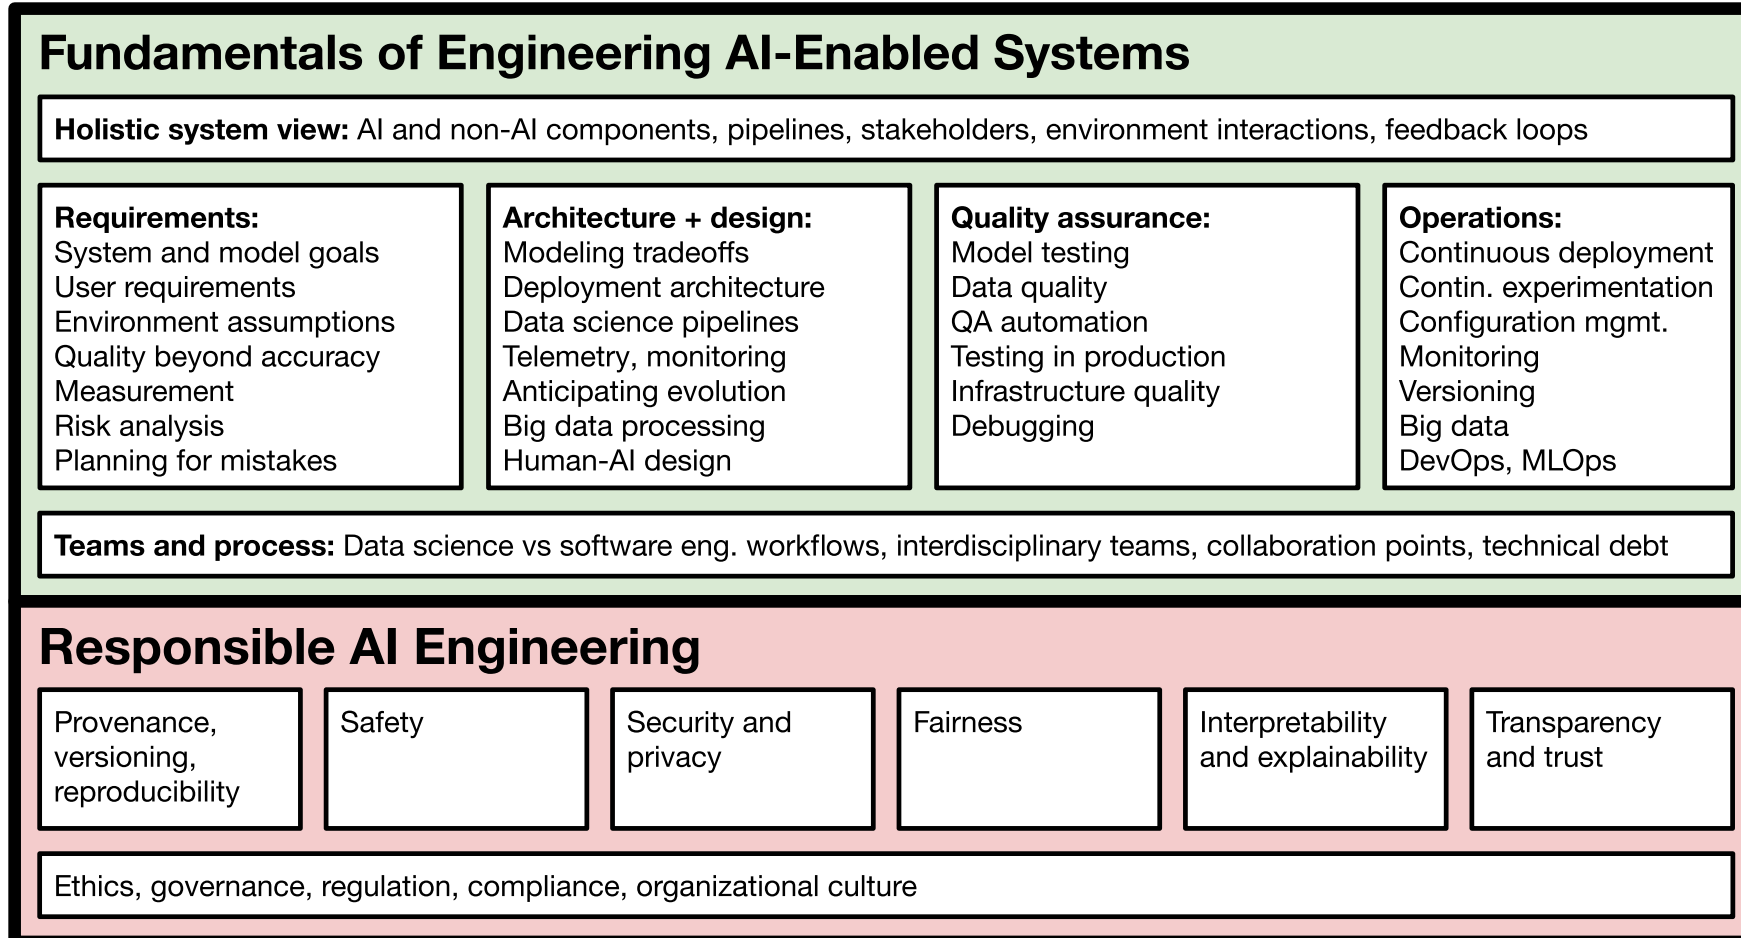 Fundamentals of Engineering AI-Enabled Systems
Holistic system view: AI and non-AI components, pipelines, stakeholders, environment interactions, feedback loops
Requirements:
System and model goals
User requirements
Environment assumptions
Quality beyond accuracy
Measurement
Risk analysis
Planning for mistakes
Architecture + design:
Modeling tradeoffs
Deployment architecture
Data science pipelines
Telemetry, monitoring
Anticipating evolution
Big data processing
Human-AI design
Quality assurance:
Model testing
Data quality
QA automation
Testing in production
Infrastructure quality
Debugging
Operations:
Continuous deployment
Contin. experimentation
Configuration mgmt.
Monitoring
Versioning
Big data
DevOps, MLOps
Teams and process: Data science vs software eng. workflows, interdisciplinary teams, collaboration points, technical debt
Responsible AI Engineering
Provenance,
versioning,
reproducibility
Safety
Security and
privacy
Fairness
Interpretability
and explainability
Transparency
and trust
Ethics, governance, regulation, compliance, organizational culture